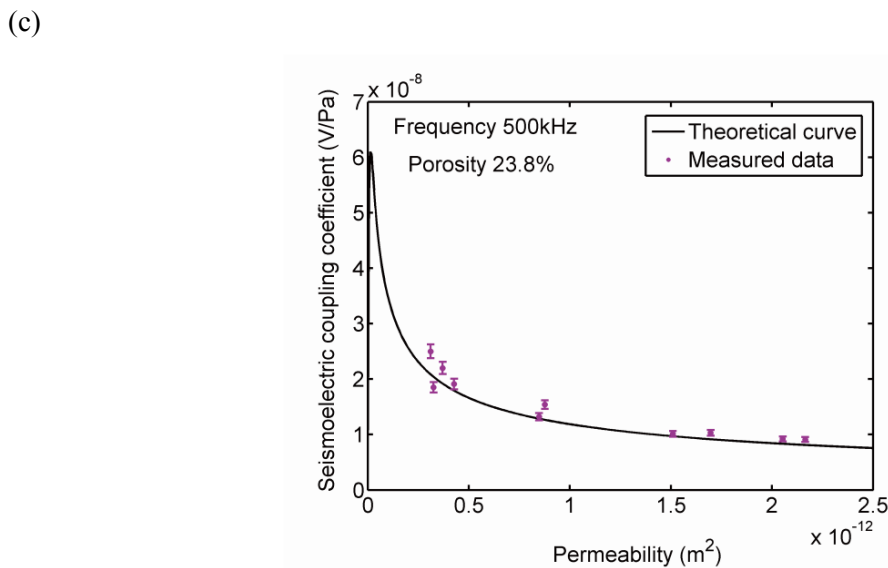 (c)
x 10-8
Seismoelectric coupling coefficient (V/Pa)
7
6
5
4
3
2
1
0
Frequency 500kHz
Porosity 23.8%
Theoretical curve
Measured data
0 0.5 1 1.5 2 2.5
x 10-12
Permeability (m2)